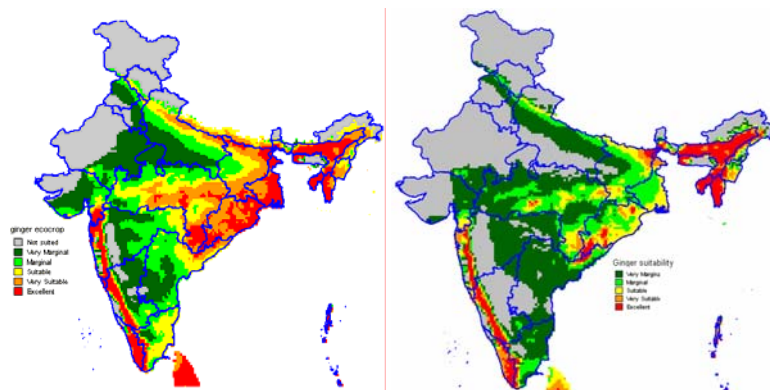 ginger ecocrop
Not suited
Very Marginal
Marginal
Suitable
Very Suitable
Excellent
Ginger suitability
Very Margina
Marginal
Suitable
Very Suitable
Excellent